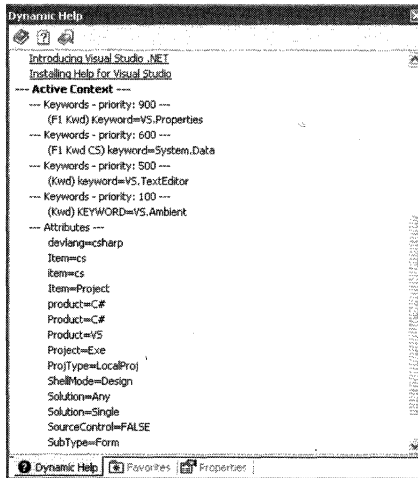 Dynamic Help
Introducing Visual Studio .NET
Installing Help for Visual Studio
--- Active Context ---
--- Keywords - priority: 900 ---
(F1 Kwd) Keyword=VS.Properties
--- Keywords - priority: 600 ---
(F1 Kwd CS) keyword=System.Data
--- Keywords - priority: 500 ---
(Kwd) keyword=VS.TextEditor
--- Keywords - priority: 100 ---
(Kwd) KEYWORD=VS.Ambient
--- Attributes ---
devlang=csharp
Item=cs
item=cs
Item=Project
product=C#
Product=C#
Product=VS
Project=Exe
ProjType=LocalProj
ShellMode=Design
Solution=Any
Solution=Single
SourceControl=FALSE
SubType=Form
Dynamic Help Favorites Properties